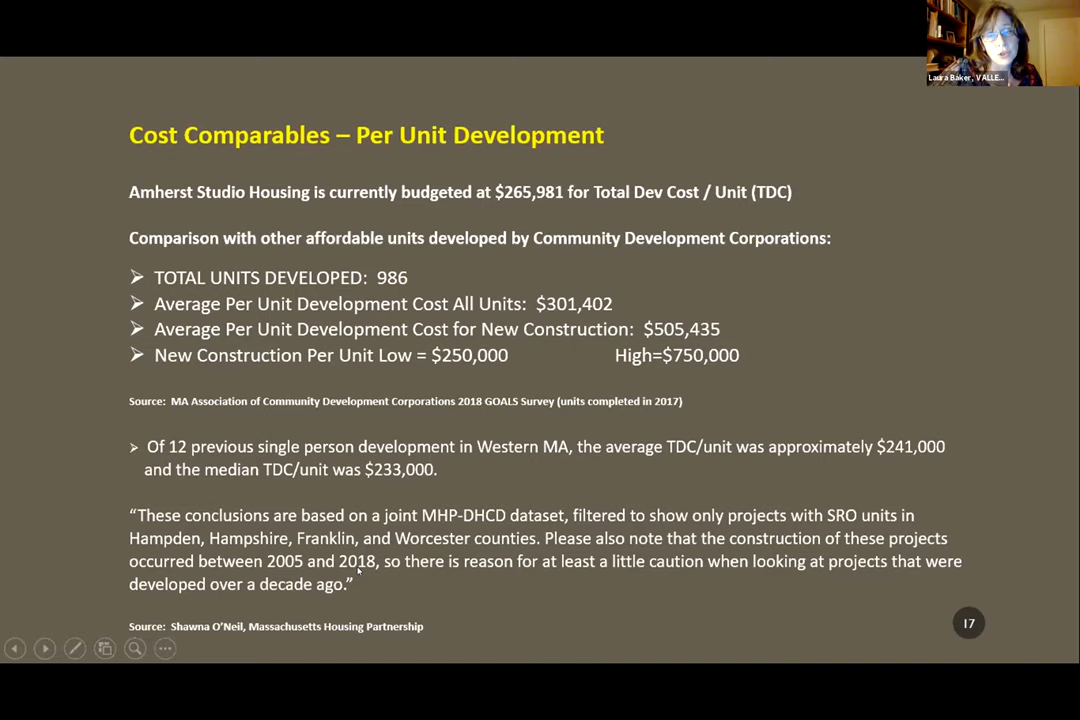 Laura Baker, VALLE...
Cost Comparables – Per Unit Development
Amherst Studio Housing is currently budgeted at $265,981 for Total Dev Cost / Unit (TDC)
Comparison with other affordable units developed by Community Development Corporations:
➢ TOTAL UNITS DEVELOPED: 986
➢ Average Per Unit Development Cost All Units: $301,402
➢ Average Per Unit Development Cost for New Construction: $505,435
➢ New Construction Per Unit Low = $250,000 High=$750,000
Source: MA Association of Community Development Corporations 2018 GOALS Survey (units completed in 2017)
➢ Of 12 previous single person development in Western MA, the average TDC/unit was approximately $241,000
and the median TDC/unit was $233,000.
“These conclusions are based on a joint MHP-DHCD dataset, filtered to show only projects with SRO units in
Hampden, Hampshire, Franklin, and Worcester counties. Please also note that the construction of these projects
occurred between 2005 and 2018, so there is reason for at least a little caution when looking at projects that were
developed over a decade ago.”
Source: Shawna O’Neil, Massachusetts Housing Partnership
17